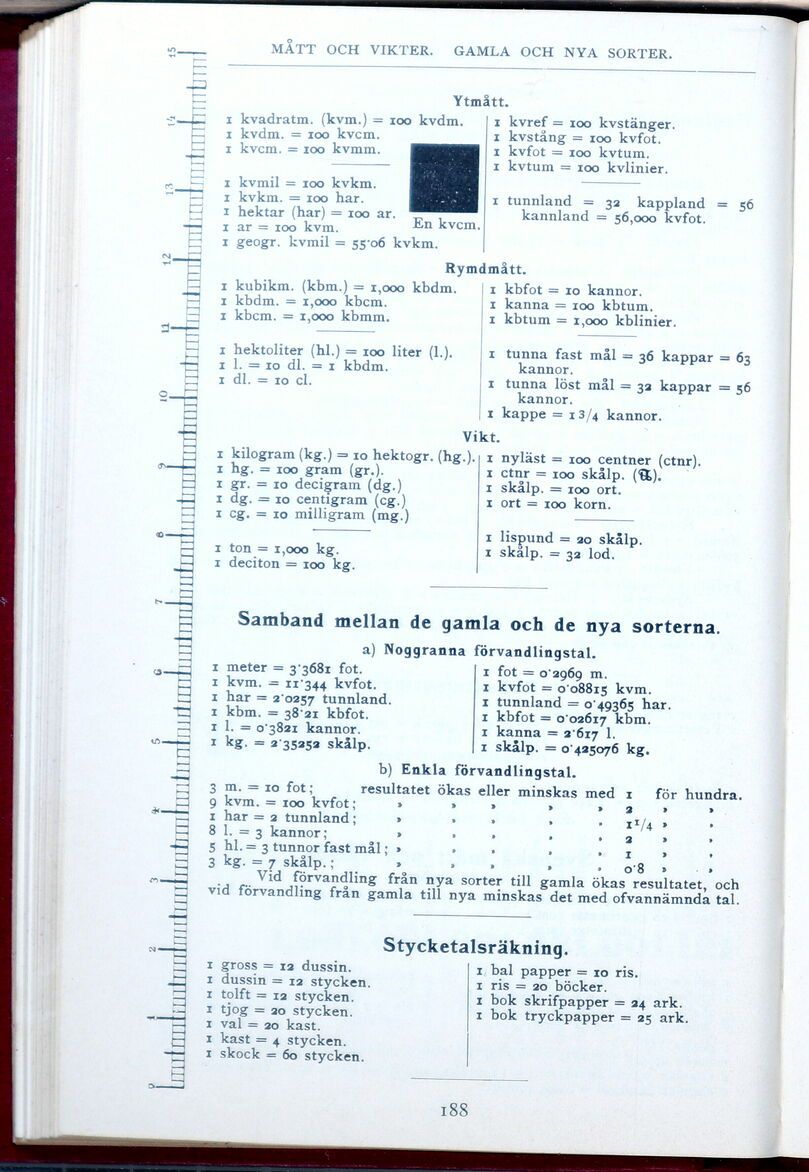 MÅTT OCH VIKTER. GAMLA OCH NYA SORTER.
Ytmått.
1 kvadratm. (kvm.) = 100 kvdm.
1 kvdm. = 100 kvcm.
1 kvcm. = 100 kvmm.
1 kvmil = 100 kvkm.
1 kvkm. = 100 har.
1 hektar (har) = 100 ar.
1 ar = 100 kvm.
1 geogr. kvmil = 55'06 kvkm.
En kvcm.
1 kvref = 100 kvstänger.
1 kvstång = 100 kvfot.
1 kvfot = 100 kvtum.
1 kvtum = 100 kvlinier.
1 tunnland = 32 kappland = 56
kannland = 56,000 kvfot.
Rymdmått.
1 kubikm. (kbm.) = 1,000 kbdm.
1 kbdm. = 1,000 kbcm.
1 kbcm. = 1,000 kbmm.
1 hektoliter (hl.) = 100 liter (l.).
1 l. = 10 dl. = 1 kbdm.
1 dl. = 10 cl.
1 kbfot = 10 kannor.
1 kanna = 100 kbtum.
1 kbtum = 1,000 kblinier.
1 tunna fast mål = 36 kappar = 63
kannor.
1 tunna löst mål = 32 kappar = 56
kannor.
1 kappe = 1 3/4 kannor.
Vikt.
1 kilogram (kg.) = 10 hektogr. (hg.).
1 hg. = 100 gram (gr.).
1 gr. = 10 decigram (dg.)
1 dg. = 10 centigram (cg.)
1 cg. = 10 milligram (mg.)
1 ton = 1,000 kg.
1 deciton = 100 kg.
1 nyläst = 100 centner (ctnr).
1 ctnr = 100 skålp. (℔).
1 skålp. = 100 ort.
1 ort = 100 korn.
1 lispund = 20 skålp.
1 skålp. = 32 lod.
Samband mellan de gamla och de nya sorterna.
a) Noggranna förvandlingstal.
1 meter = 3'3681 fot.
1 kvm. = 11'344 kvfot.
1 har = 2'0257 tunnland.
1 kbm. = 38'21 kbfot.
1 l. = 0'3821 kannor.
1 kg. = 2'35252 skålp.
1 fot = 0'2969 m.
1 kvfot = 0'08815 kvm.
1 tunnland = 0'49365 har.
1 kbfot = 0'02617 kbm.
1 kanna = 2'617 l.
1 skålp. = 0'425076 kg.
b) Enkla förvandlingstal.
3 m. = 10 fot; resultatet ökas eller minskas med 1 för hundra.
9 kvm. = 100 kvfot; » » » » 2 » »
1 har = 2 tunnland; » » » » 1 1/4 » »
8 l. = 3 kannor; » » » » 2 » »
5 hl. = 3 tunnor fast mål; » » » » 1 » »
3 kg. = 7 skålp.; » » » » 0'8 » »
Vid förvandling från nya sorter till gamla ökas resultatet, och
vid förvandling från gamla till nya minskas det med ofvannämnda tal.
Stycketalsräkning.
1 gross = 12 dussin.
1 dussin = 12 stycken.
1 tolft = 12 stycken.
1 tjog = 20 stycken.
1 val = 20 kast.
1 kast = 4 stycken.
1 skock = 60 stycken.
1 bal papper = 10 ris.
1 ris = 20 böcker.
1 bok skrifpapper = 24 ark.
1 bok tryckpapper = 25 ark.
188
15
14
13
12
11
10
9
8
7
6
5
4
3
2
1
0